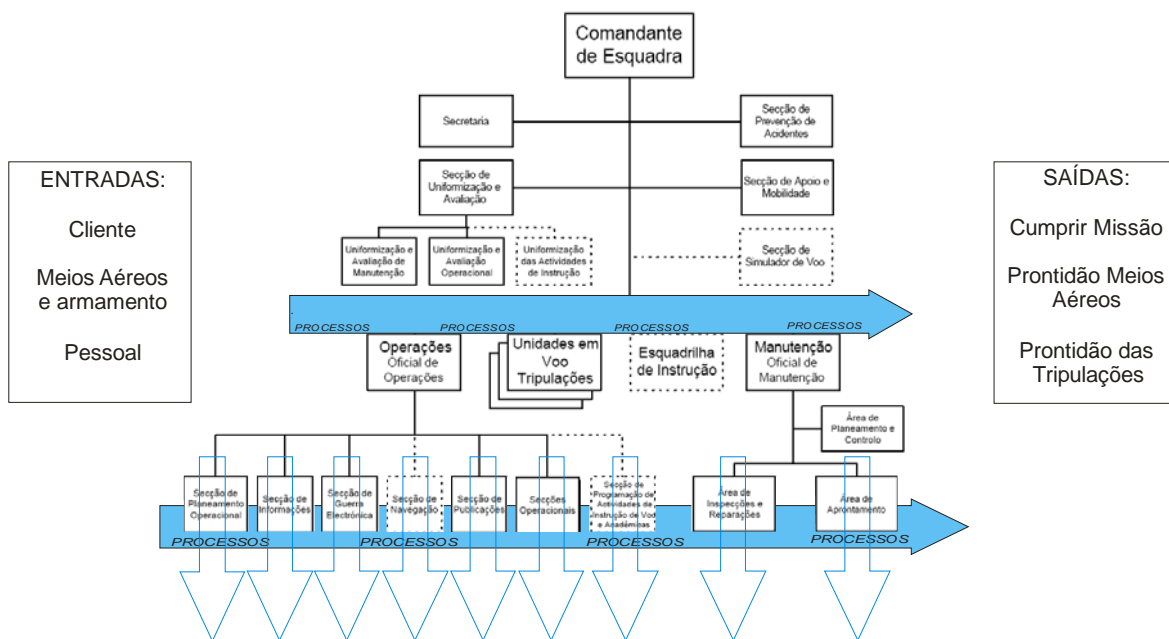 Comandante
de Esquadra
Secretaria
Secção de
Prevenção de
Acidentes
ENTRADAS:
Cliente
Meios Aéreos
e armamento
Pessoal
Secção de
Uniformização e
Avaliação
Secção de Apoio e
Mobilidade
SAÍDAS:
Cumprir Missão
Prontidão Meios
Aéreos
Prontidão das
Tripulações
Uniformização e
Avaliação de
Manutenção
Uniformização e
Avaliação
Operacional
Uniformização
das Actividades
de Instrução
Secção de
Simulador de Voo
PROCESSOS
PROCESSOS
PROCESSOS
PROCESSOS
Operações
Oficial de
Operações
Unidades em
Voo
Tripulações
Esquadrilha
de Instrução
Manutenção
Oficial de
Manutenção
Área de
Planeamento e
Controlo
Secção de
Planeamento
Operacional
Secção de
Informações
Secção de
Guerra
Electrónica
Secção de
Navegação
Secção de
Publicações
Secções
Operacionais
Secção de
Programação de
Actividades de
Instrução de Voo
e Académinas
Área de
Inspecções e
Reparações
Área de
Aprontamento
PROCESSOS
PROCESSOS
PROCESSOS
PROCESSOS